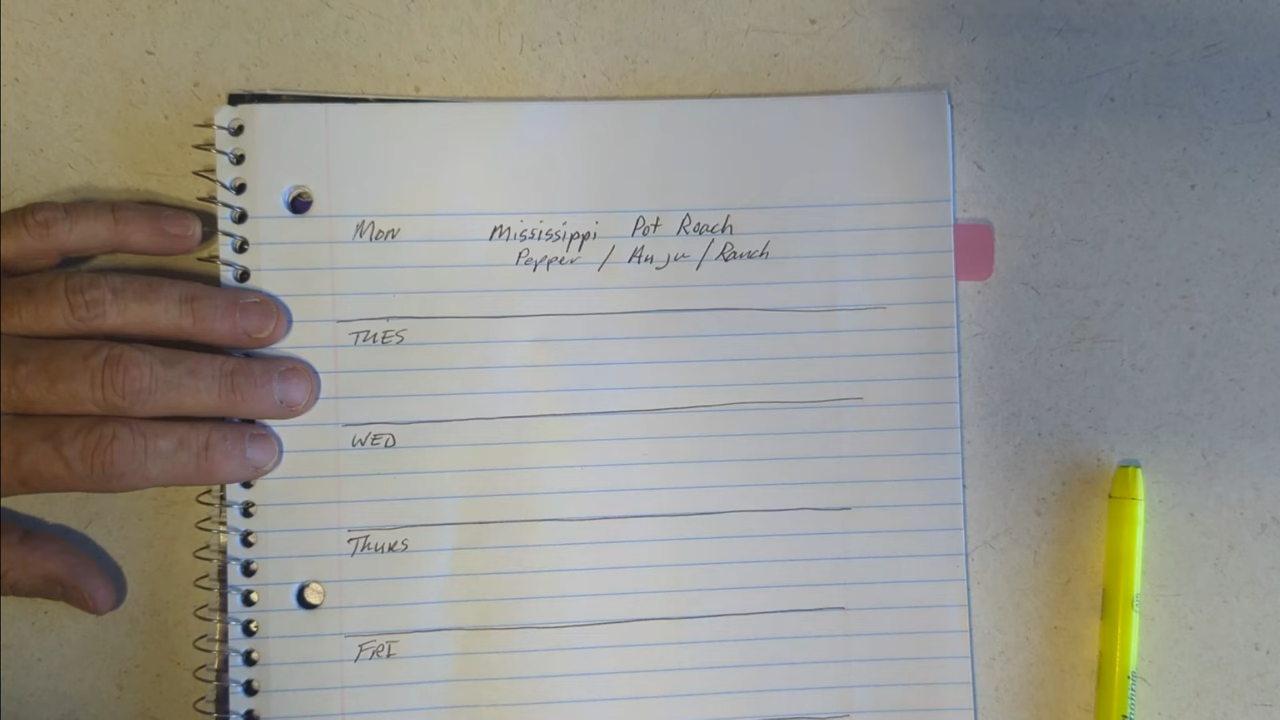 Mon Mississippi Pot Roach
Pepper / Au ju / Ranch
TUES
WED
Thurs
FRI